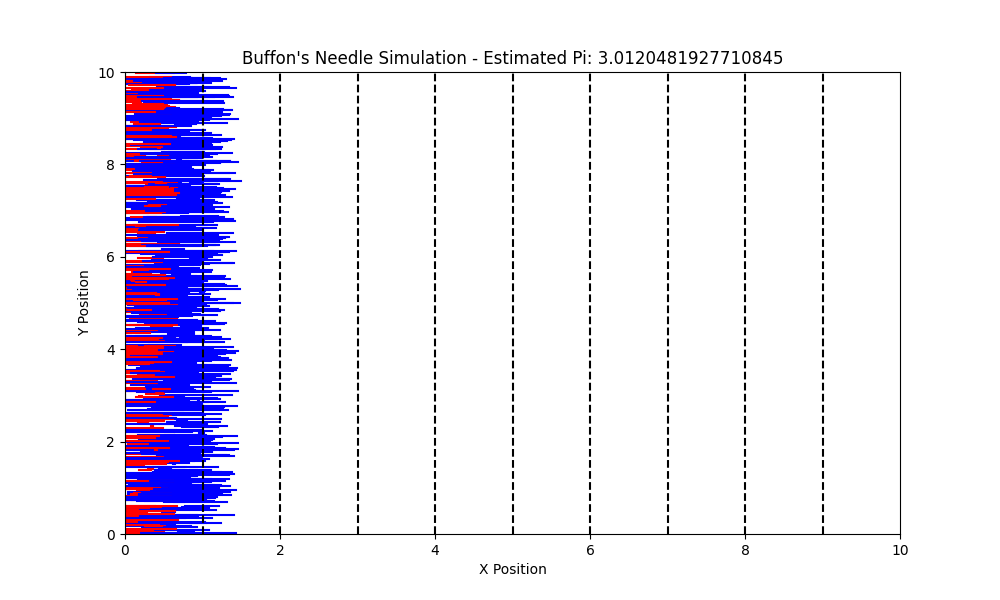 Buffon's Needle Simulation - Estimated Pi: 3.0120481927710845
10
8
6
4
2
0
Y Position
0 2 4 6 8 10
X Position